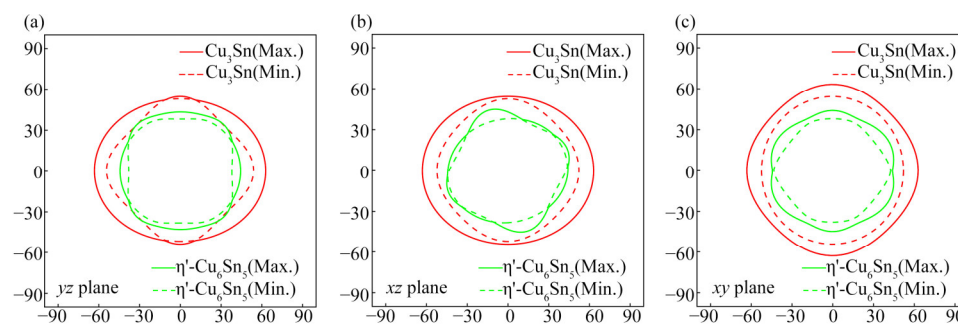 (a)
90
60
30
0
−30
−60
−90
−90
−60
−30
0
30
60
90
Cu₃Sn(Max.)
Cu₃Sn(Min.)
η'-Cu₆Sn₅(Max.)
η'-Cu₆Sn₅(Min.)
yz plane
(b)
90
60
30
0
−30
−60
−90
−90
−60
−30
0
30
60
90
Cu₃Sn(Max.)
Cu₃Sn(Min.)
η'-Cu₆Sn₅(Max.)
η'-Cu₆Sn₅(Min.)
xz plane
(c)
90
60
30
0
−30
−60
−90
−90
−60
−30
0
30
60
90
Cu₃Sn(Max.)
Cu₃Sn(Min.)
η'-Cu₆Sn₅(Max.)
η'-Cu₆Sn₅(Min.)
xy plane